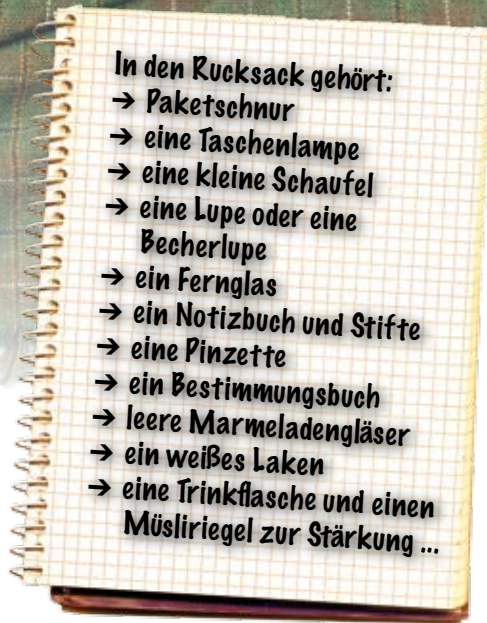 In den Rucksack gehört:
→ Paketschnur
→ eine Taschenlampe
→ eine kleine Schaufel
→ eine Lupe oder eine
Becherlupe
→ ein Fernglas
→ ein Notizbuch und Stifte
→ eine Pinzette
→ ein Bestimmungsbuch
→ leere Marmeladengläser
→ ein weißes Laken
→ eine Trinkflasche und einen
Müsliriegel zur Stärkung ...